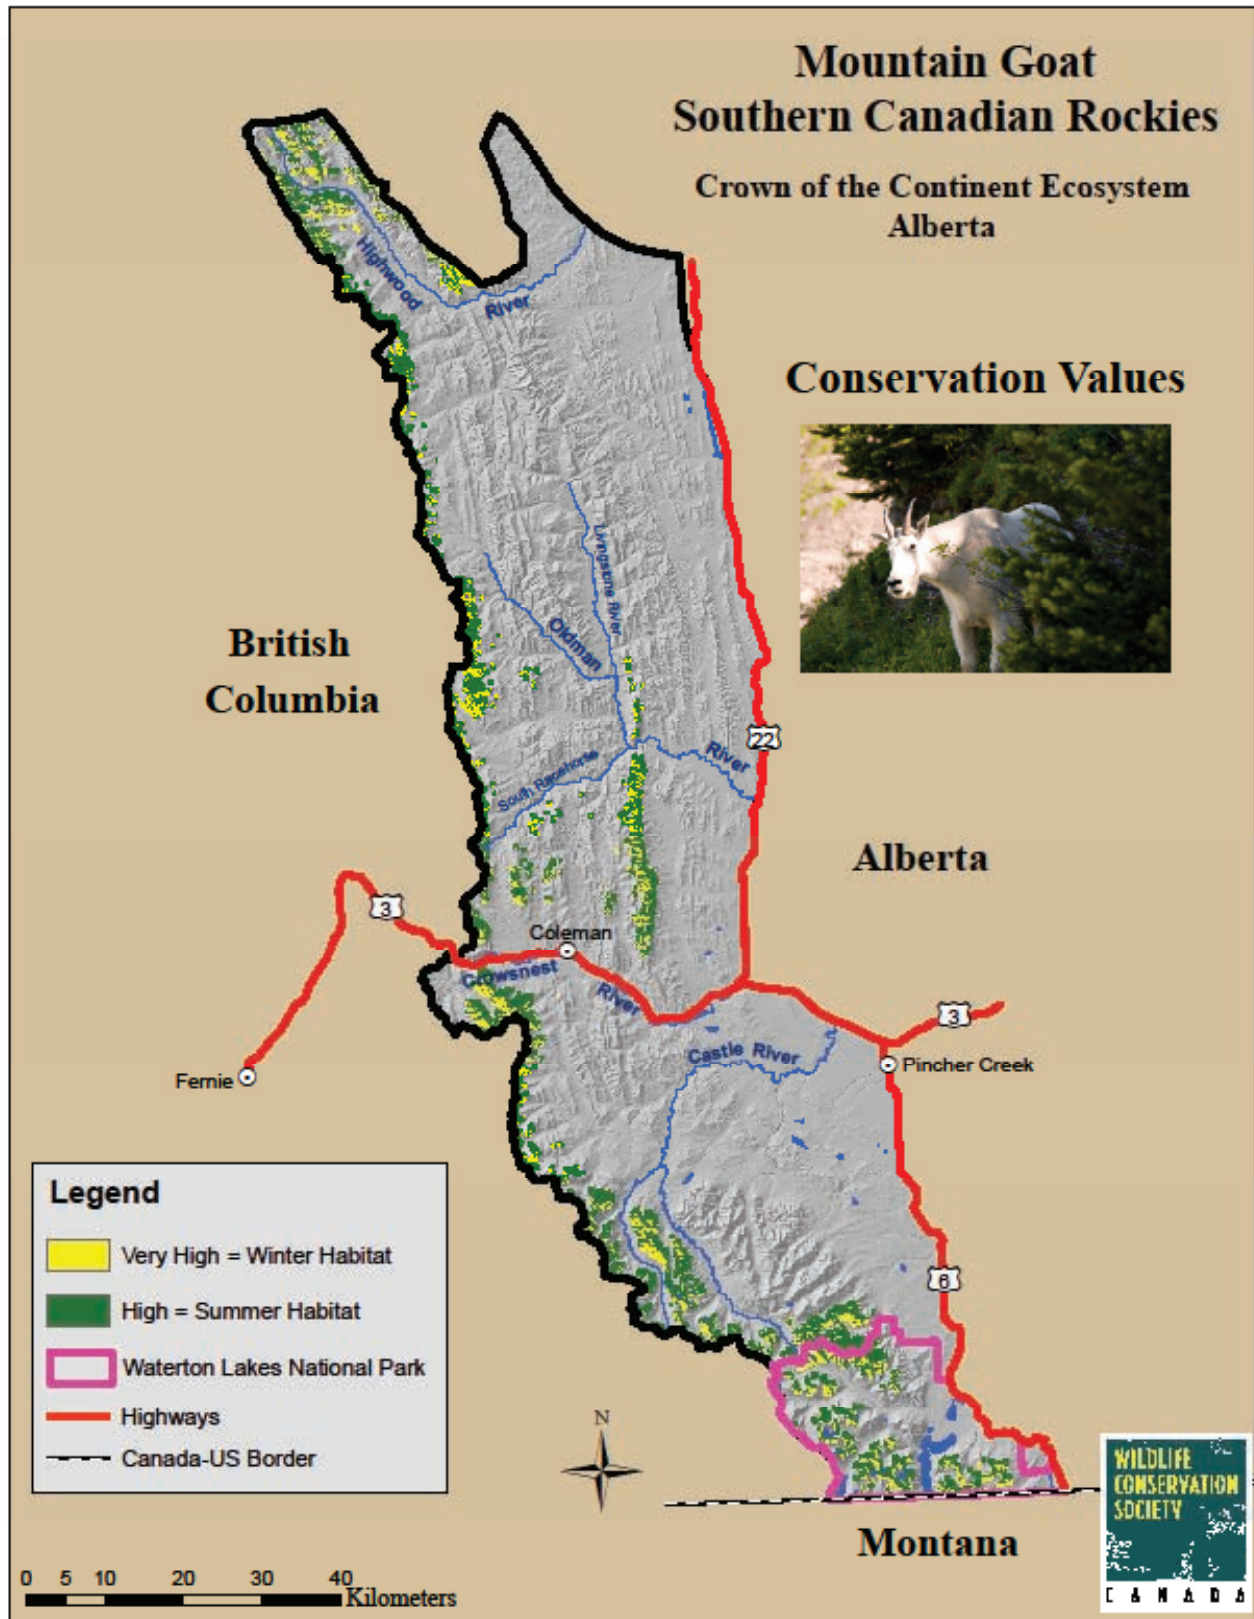 Mountain Goat
Southern Canadian Rockies
Crown of the Continent Ecosystem
Alberta
Highwood
River
Conservation Values
Livingstone River
Oldman
British
Columbia
22
River
South Racehorse
Alberta
3
Coleman
Crowsnest
River
3
Castle River
Pincher Creek
Fernie
Legend
Very High = Winter Habitat
High = Summer Habitat
Waterton Lakes National Park
Highways
Canada-US Border
6
N
WILDLIFE
CONSERVATION
SOCIETY
CANADA
Montana
0 5 10 20 30 40
Kilometers